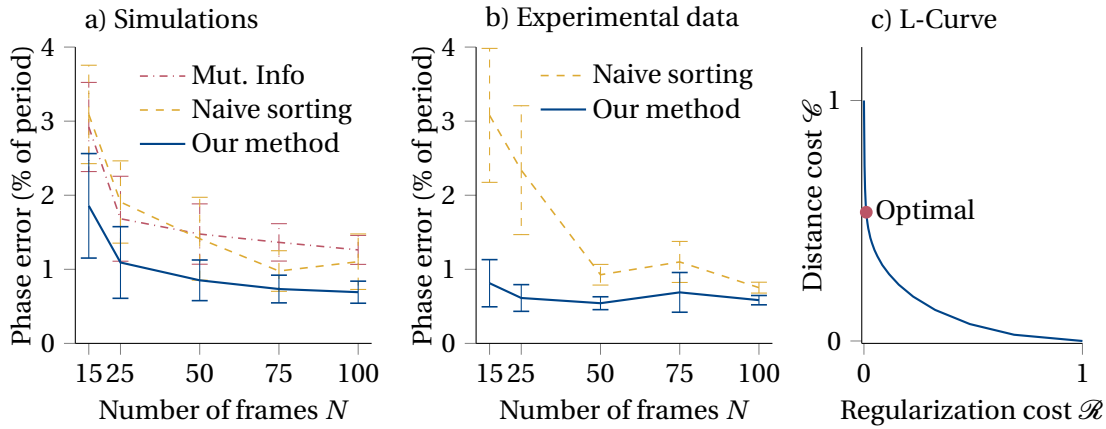 a) Simulations
Phase error (% of period)
4
3
2
1
0
Mut. Info
Naive sorting
Our method
15 25 50 75 100
Number of frames N
b) Experimental data
Phase error (% of period)
4
3
2
1
0
Naive sorting
Our method
15 25 50 75 100
Number of frames N
c) L-Curve
Distance cost 𝒞
1
0
Optimal
0 1
Regularization cost ℛ